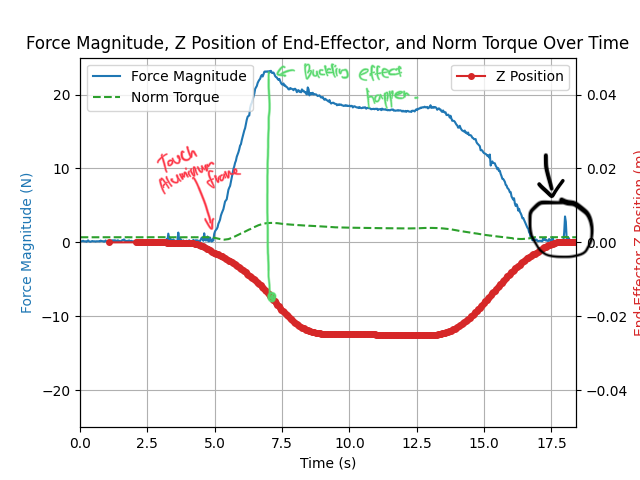 Force Magnitude, Z Position of End-Effector, and Norm Torque Over Time
Force Magnitude
Norm Torque
Z Position
← Buckling effect
happen.
Touch
Aluminium frame
Force Magnitude (N)
20
10
0
−10
−20
0.04
0.02
0.00
−0.02
−0.04
End-Effector Z Position (m)
0.0 2.5 5.0 7.5 10.0 12.5 15.0 17.5
Time (s)